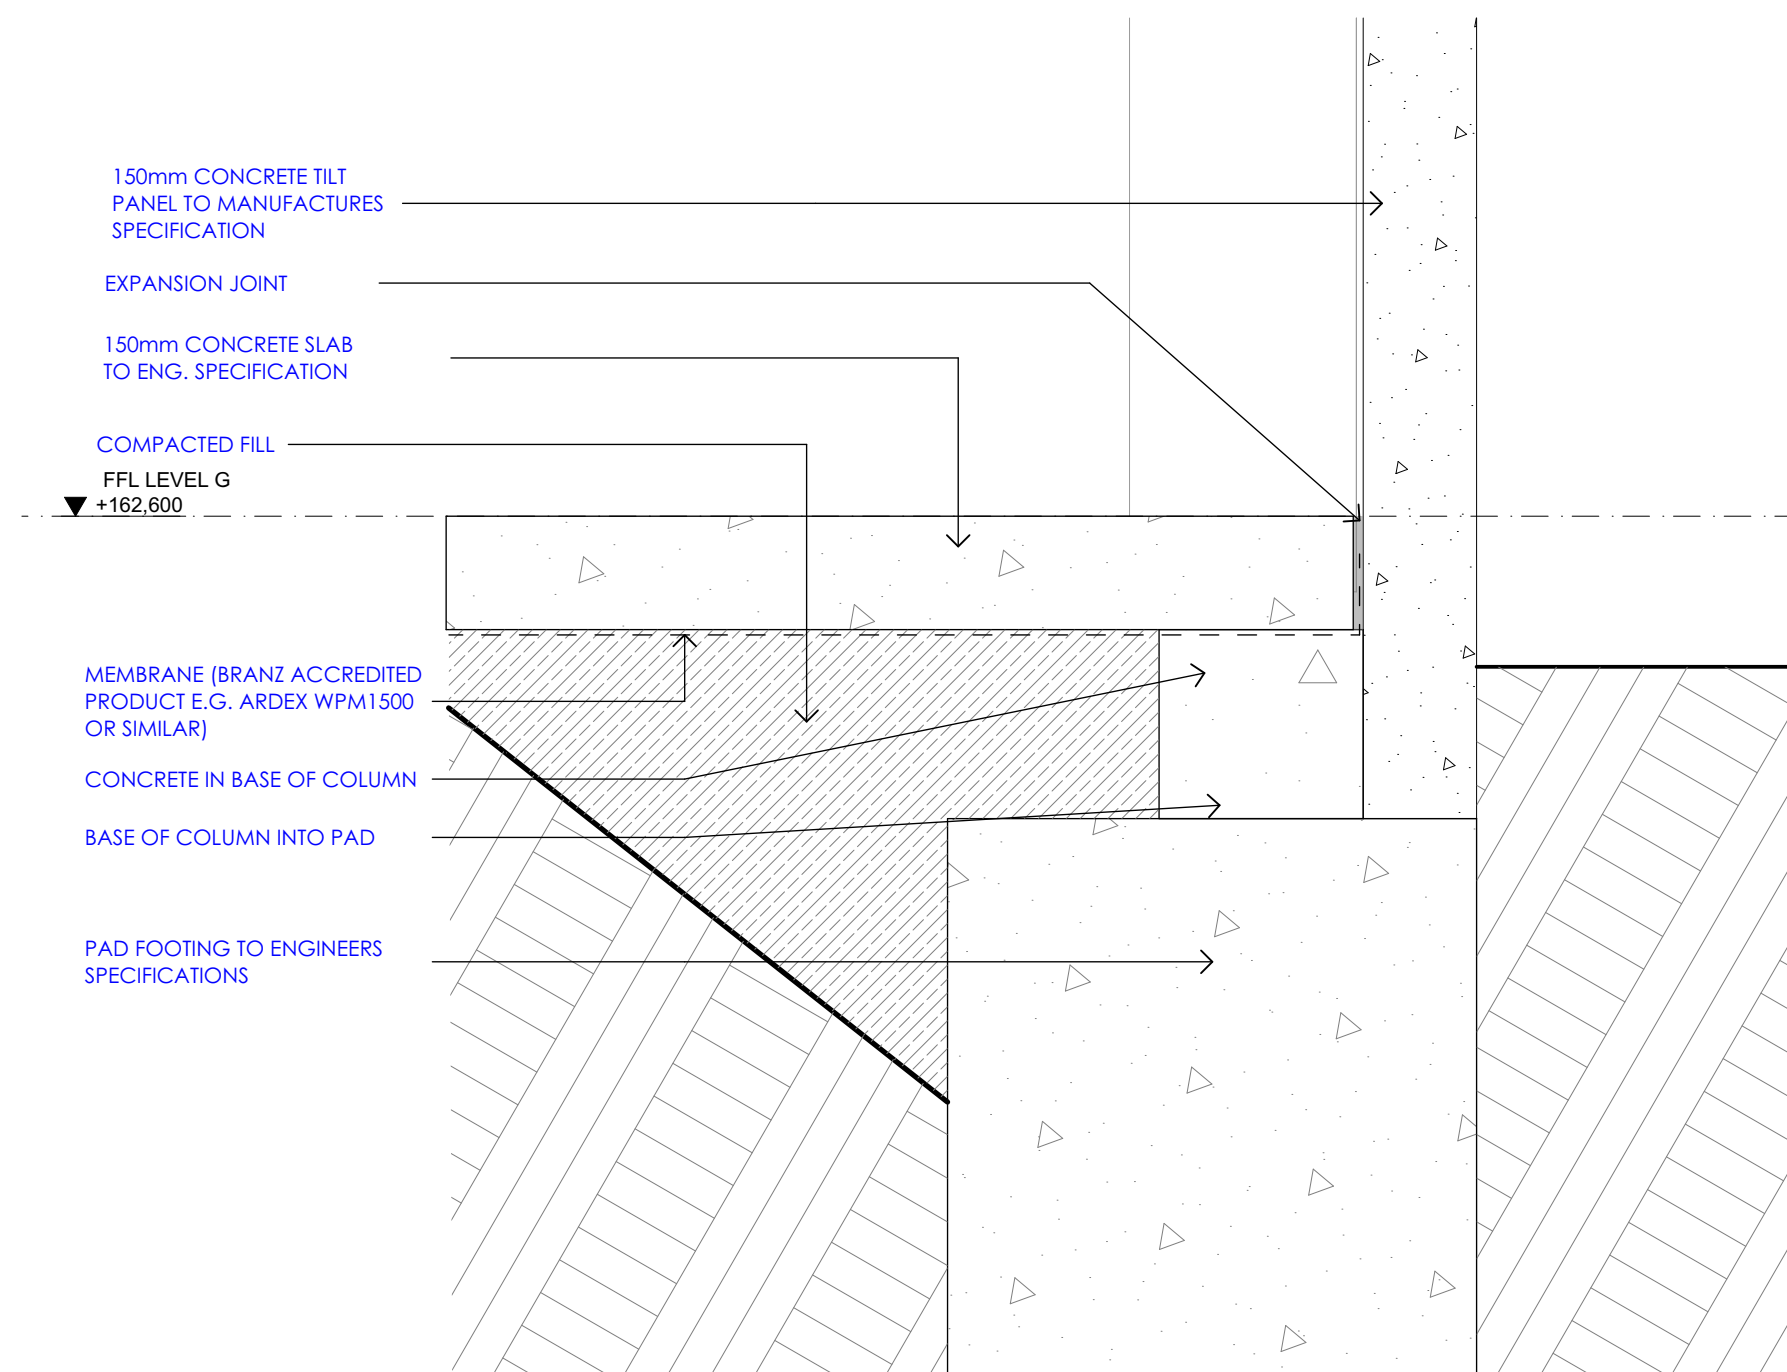 150mm CONCRETE TILT
PANEL TO MANUFACTURES
SPECIFICATION
EXPANSION JOINT
150mm CONCRETE SLAB
TO ENG. SPECIFICATION
COMPACTED FILL
FFL LEVEL G
+162,600
MEMBRANE (BRANZ ACCREDITED
PRODUCT E.G. ARDEX WPM1500
OR SIMILAR)
CONCRETE IN BASE OF COLUMN
BASE OF COLUMN INTO PAD
PAD FOOTING TO ENGINEERS
SPECIFICATIONS